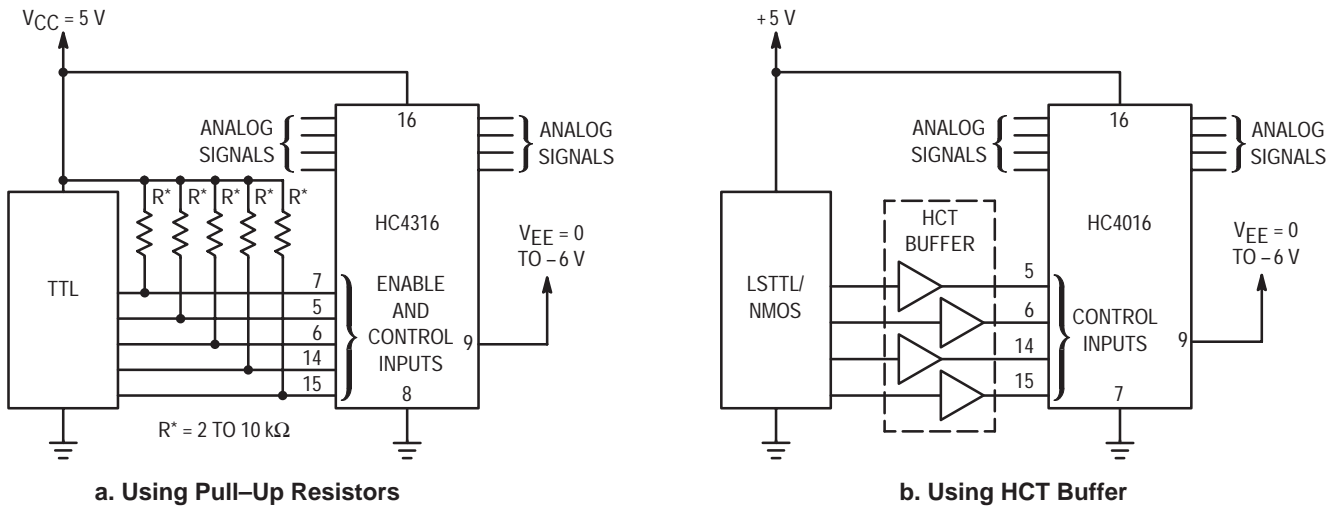 VCC = 5 V
16
ANALOG
SIGNALS
ANALOG
SIGNALS
R* R* R* R* R*
HC4316
VEE = 0
TO –6 V
TTL
7
5
6
14
15
ENABLE
AND
CONTROL
INPUTS
9
8
R* = 2 TO 10 kΩ
a. Using Pull–Up Resistors
+5 V
16
ANALOG
SIGNALS
ANALOG
SIGNALS
HCT
BUFFER
HC4016
VEE = 0
TO –6 V
LSTTL/
NMOS
5
6
14
15
CONTROL
INPUTS
9
7
b. Using HCT Buffer